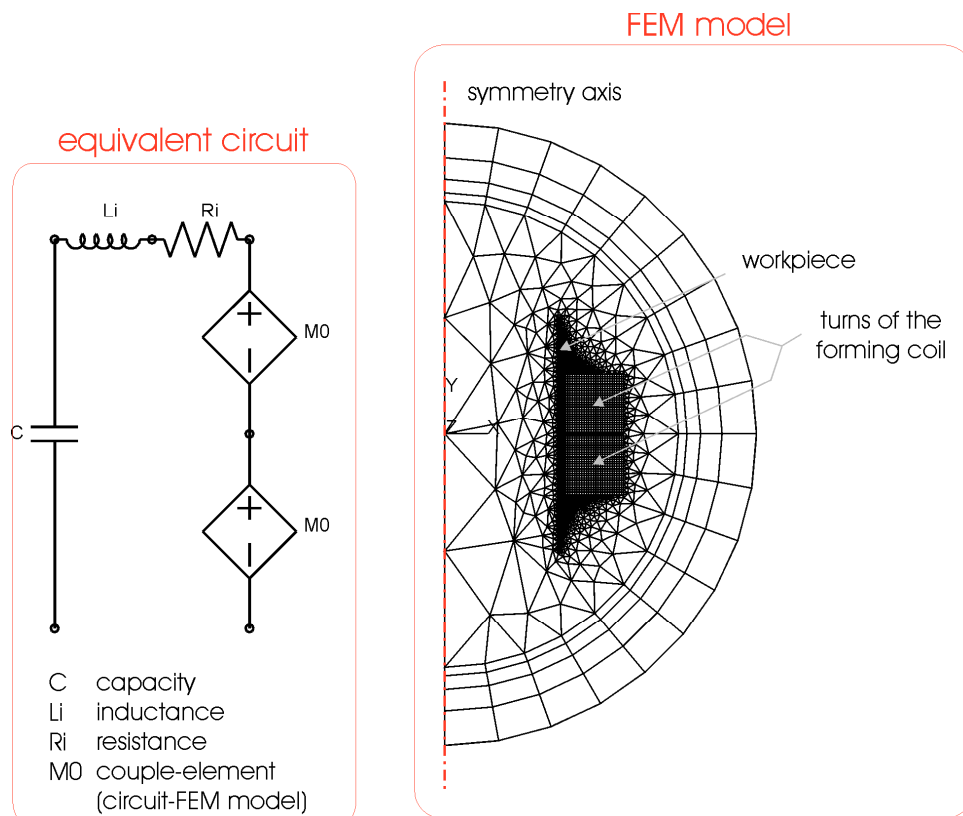 FEM model
symmetry axis
equivalent circuit
Li
Ri
workpiece
M0
turns of the
forming coil
Y
Z X
C
M0
C capacity
Li inductance
Ri resistance
M0 couple-element
(circuit-FEM model)